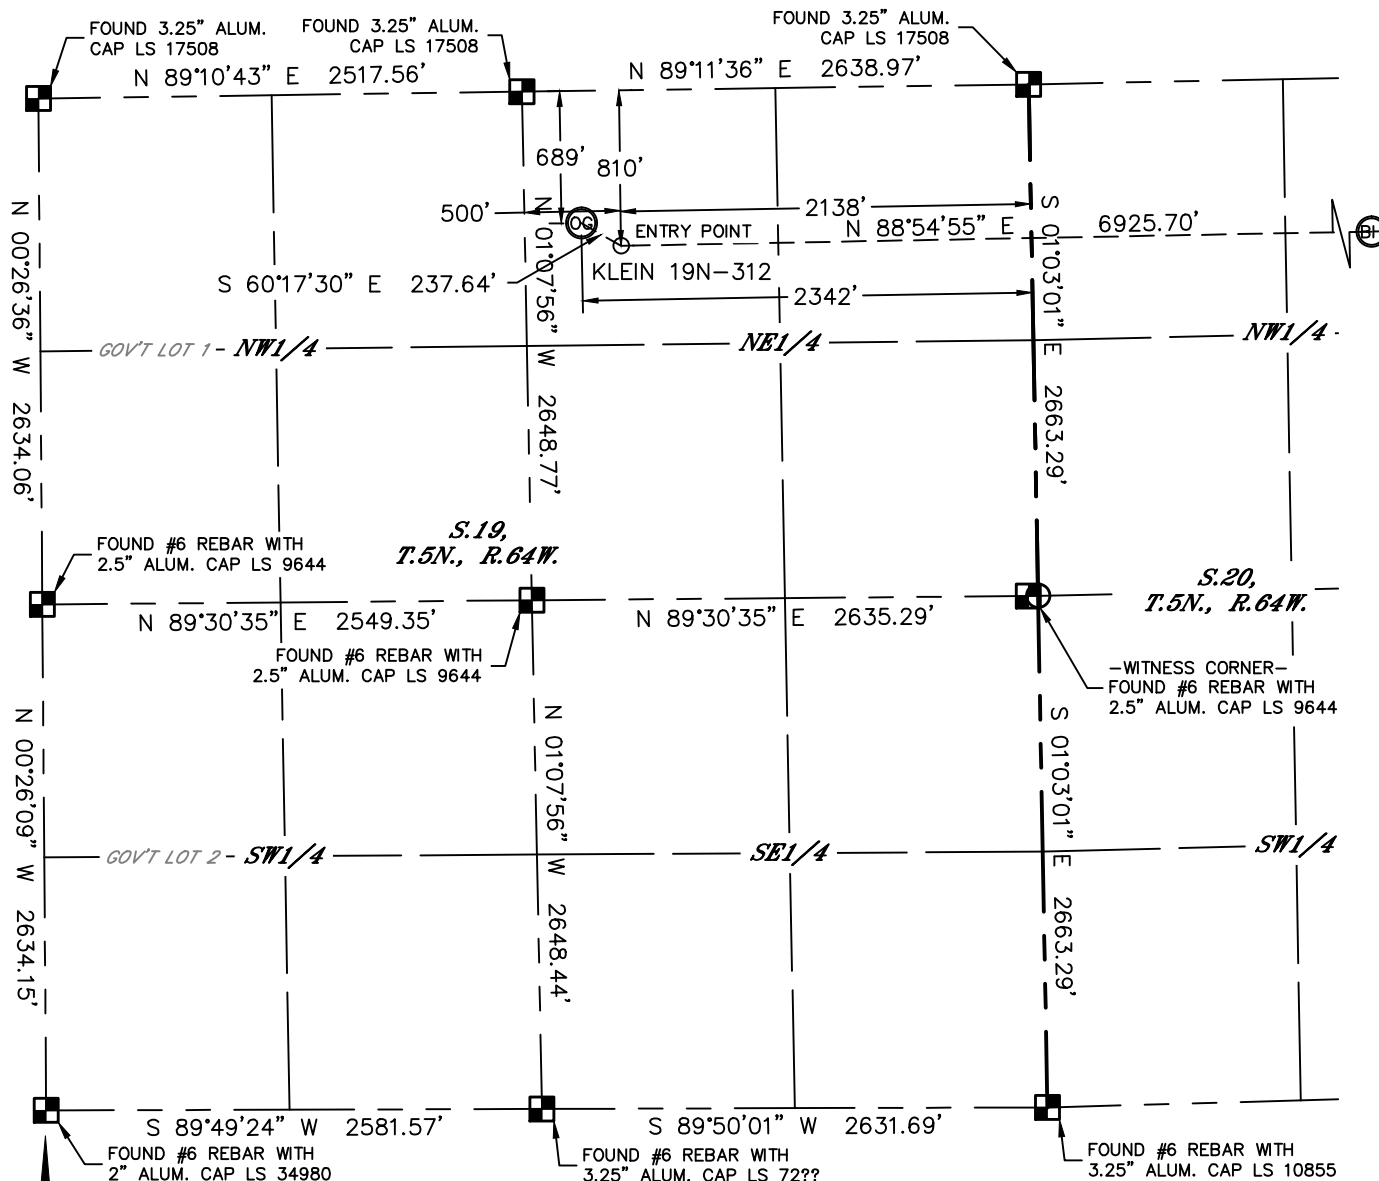 FOUND 3.25" ALUM.
CAP LS 17508
FOUND 3.25" ALUM.
CAP LS 17508
FOUND 3.25" ALUM.
CAP LS 17508
N 89°10'43" E 2517.56'
N 89°11'36" E 2638.97'
689'
810'
500'
2138'
OG
ENTRY POINT
N 88°54'55" E 6925.70'
S 60°17'30" E 237.64'
KLEIN 19N-312
2342'
N 00°26'36" W 2634.06'
N 01°07'56" W 2648.77'
S 01°03'01" E 2663.29'
GOV'T LOT 1 - NW1/4
NE1/4
NW1/4
FOUND #6 REBAR WITH
2.5" ALUM. CAP LS 9644
S.19,
T.5N., R.64W.
S.20,
T.5N., R.64W.
N 89°30'35" E 2549.35'
N 89°30'35" E 2635.29'
FOUND #6 REBAR WITH
2.5" ALUM. CAP LS 9644
-WITNESS CORNER-
FOUND #6 REBAR WITH
2.5" ALUM. CAP LS 9644
N 00°26'09" W 2634.15'
N 01°07'56" W 2648.44'
S 01°03'01" E 2663.29'
GOV'T LOT 2 - SW1/4
SE1/4
SW1/4
S 89°49'24" W 2581.57'
S 89°50'01" W 2631.69'
FOUND #6 REBAR WITH
2" ALUM. CAP LS 34980
FOUND #6 REBAR WITH
3.25" ALUM. CAP LS 72??
FOUND #6 REBAR WITH
3.25" ALUM. CAP LS 10855